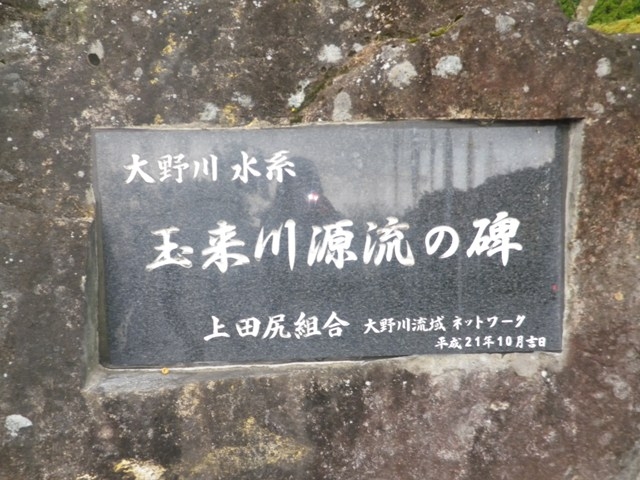 大野川 水系
玉来川源流の碑
上田尻組合 大野川流域 ネットワーク
平成21年10月吉日